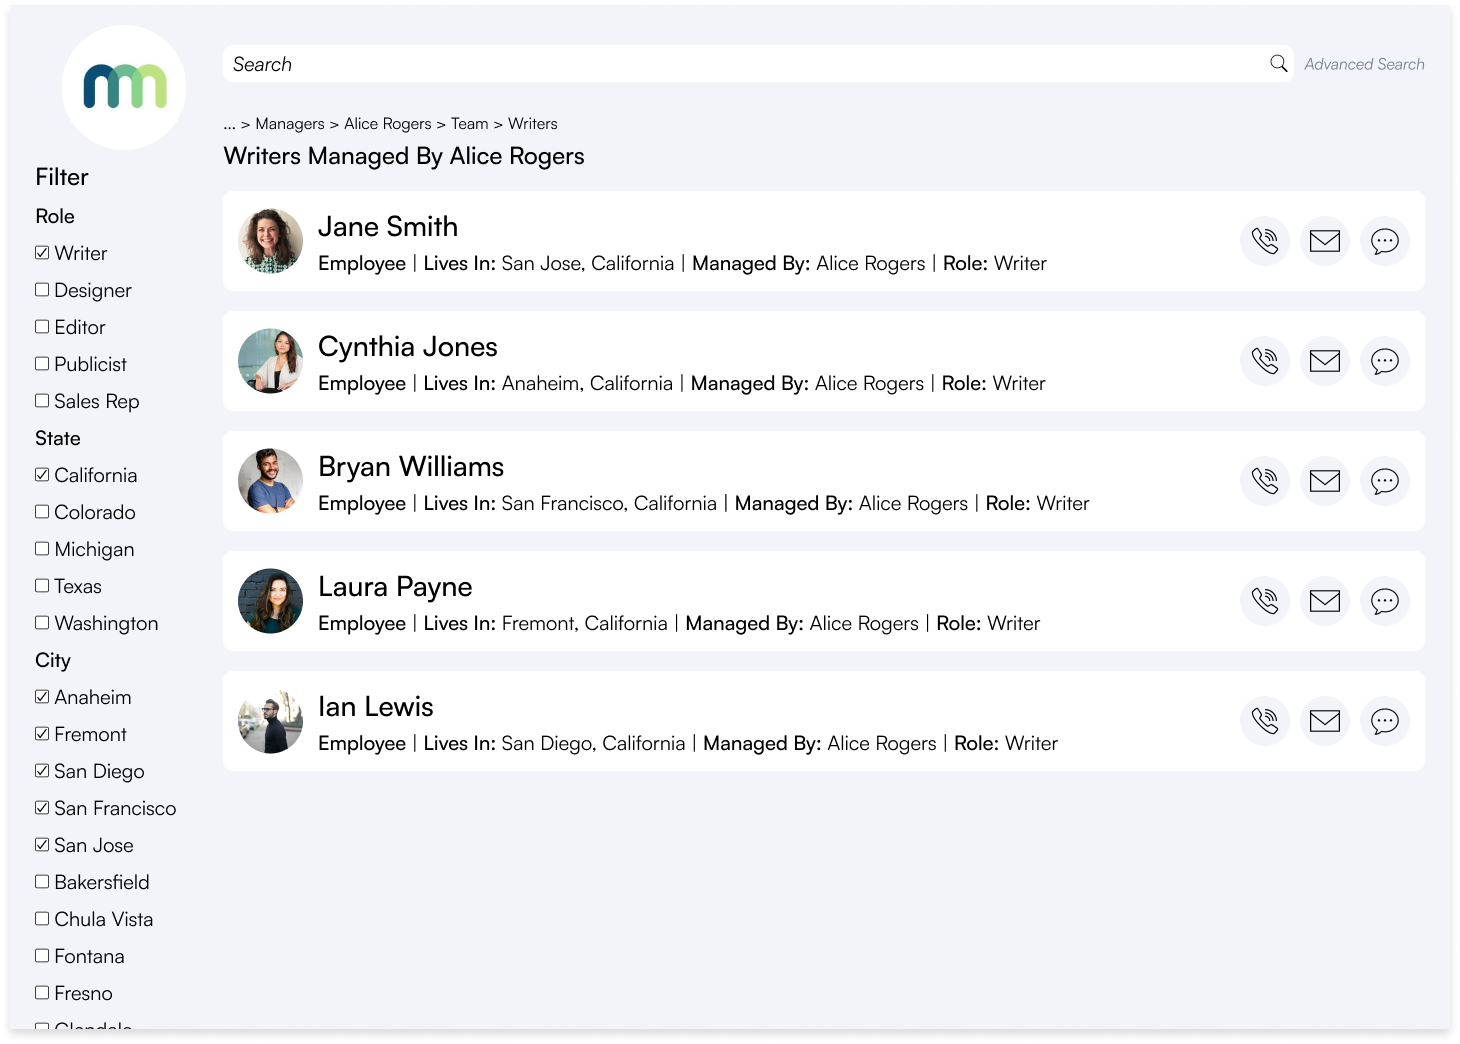 Search
Advanced Search
... > Managers > Alice Rogers > Team > Writers
Writers Managed By Alice Rogers
Filter
Role
Writer
Designer
Editor
Publicist
Sales Rep
State
California
Colorado
Michigan
Texas
Washington
City
Anaheim
Fremont
San Diego
San Francisco
San Jose
Bakersfield
Chula Vista
Fontana
Fresno
Glendale
Jane Smith
Employee | Lives In: San Jose, California | Managed By: Alice Rogers | Role: Writer
Cynthia Jones
Employee | Lives In: Anaheim, California | Managed By: Alice Rogers | Role: Writer
Bryan Williams
Employee | Lives In: San Francisco, California | Managed By: Alice Rogers | Role: Writer
Laura Payne
Employee | Lives In: Fremont, California | Managed By: Alice Rogers | Role: Writer
Ian Lewis
Employee | Lives In: San Diego, California | Managed By: Alice Rogers | Role: Writer